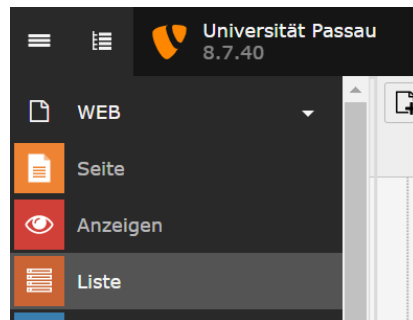 Universität Passau
8.7.40
WEB
Seite
Anzeigen
Liste